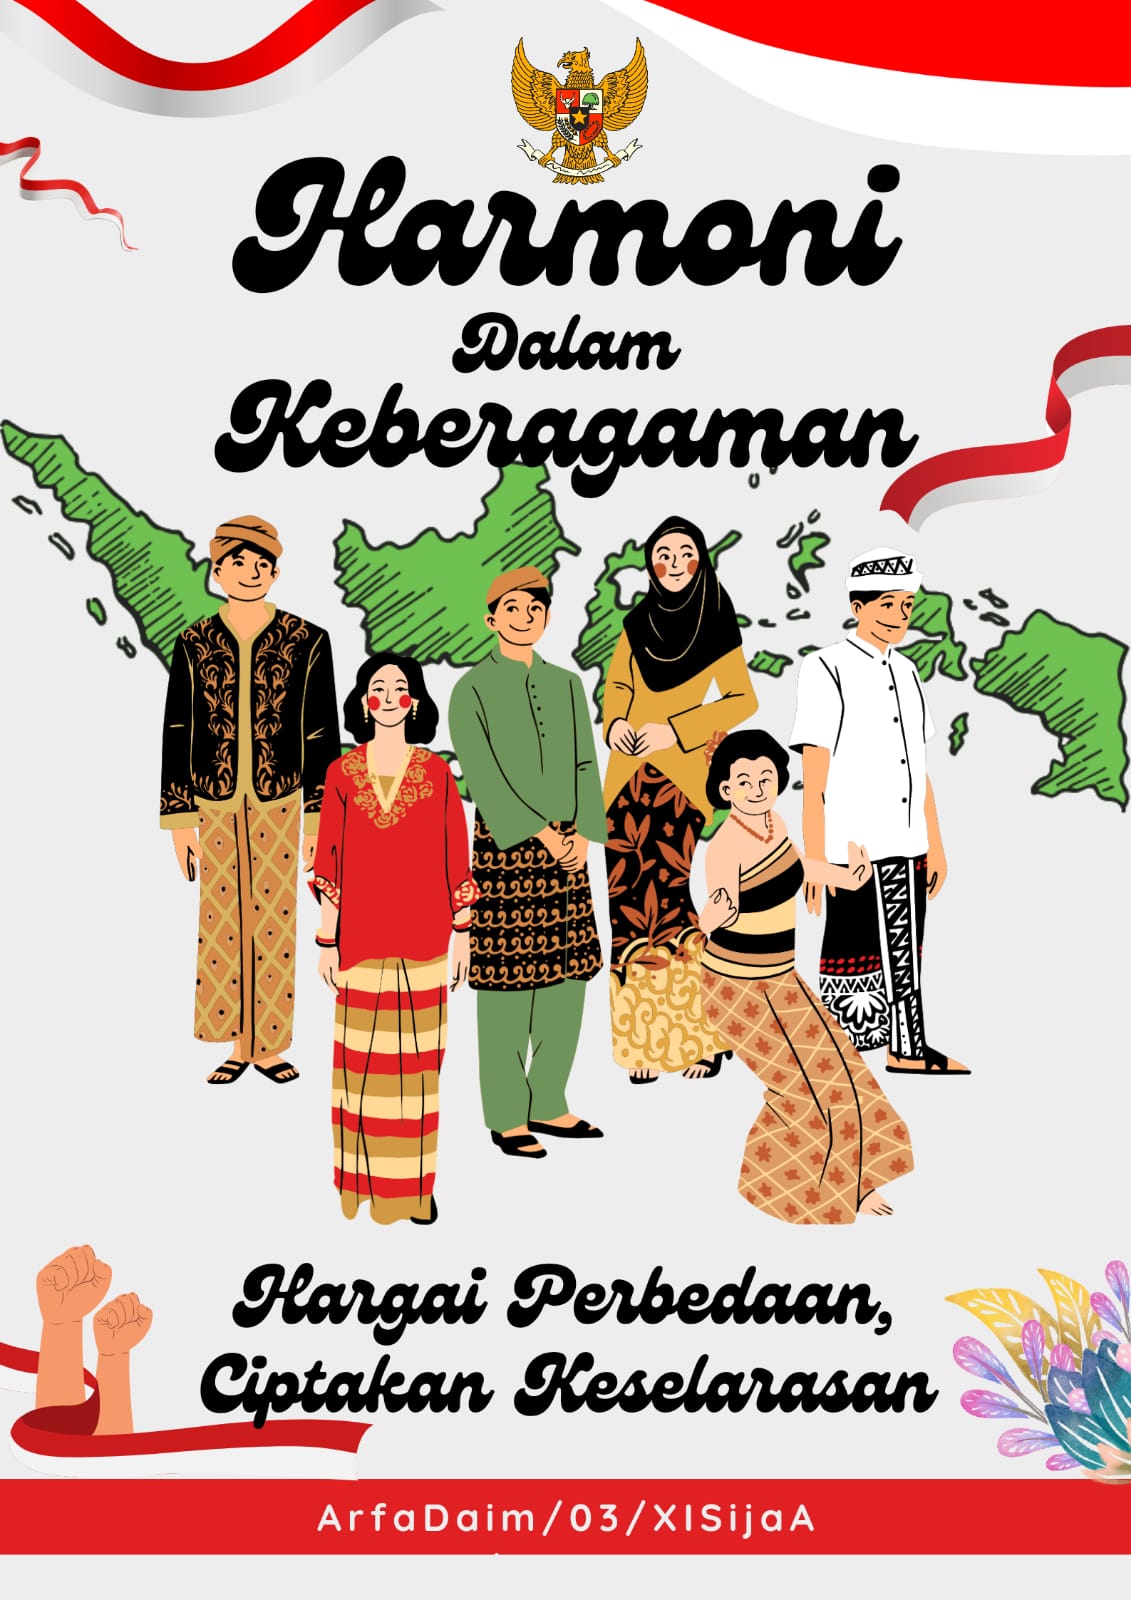 Harmoni
Dalam
Keberagaman
Hargai Perbedaan,
Ciptakan Keselarasan
ArfaDaim/03/XISijaA